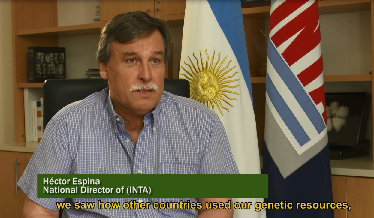 Héctor Espina
National Director of (INTA)
we saw how other countries used our genetic resources,